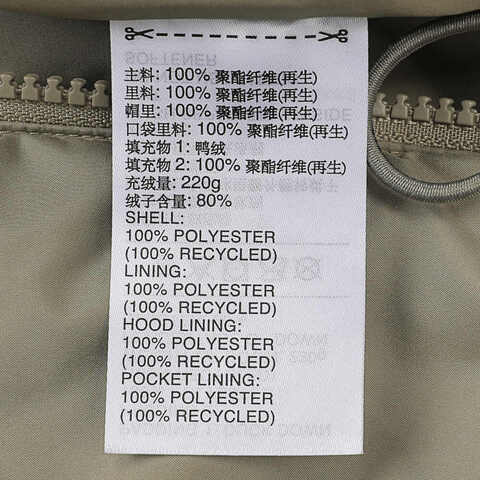 主料: 100% 聚酯纤维(再生)
里料: 100% 聚酯纤维(再生)
帽里: 100% 聚酯纤维(再生)
口袋里料: 100% 聚酯纤维(再生)
填充物 1: 鸭绒
填充物 2: 100% 聚酯纤维(再生)
充绒量: 220g
绒子含量: 80%
SHELL:
100% POLYESTER
(100% RECYCLED)
LINING:
100% POLYESTER
(100% RECYCLED)
HOOD LINING:
100% POLYESTER
(100% RECYCLED)
POCKET LINING:
100% POLYESTER
(100% RECYCLED)